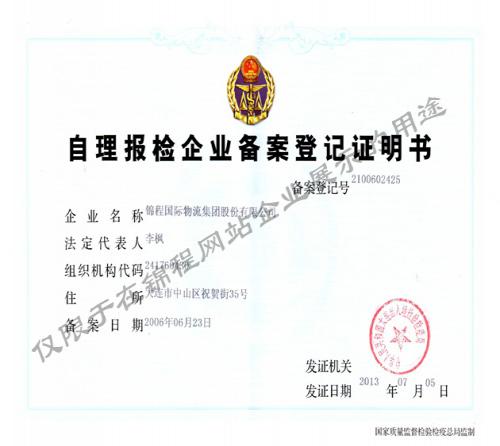 自理报检企业备案登记证明书
备案登记号 2100602425
企业名称 锦程国际物流集团股份有限公司
法定代表人 李枫
组织机构代码
住所 大连市中山区祝贺街35号
备案日期 2006年06月23日
仅限于在锦程网站企业展示的用途
发证机关
发证日期 2013 年 07 月 05 日
国家质量监督检验检疫总局监制